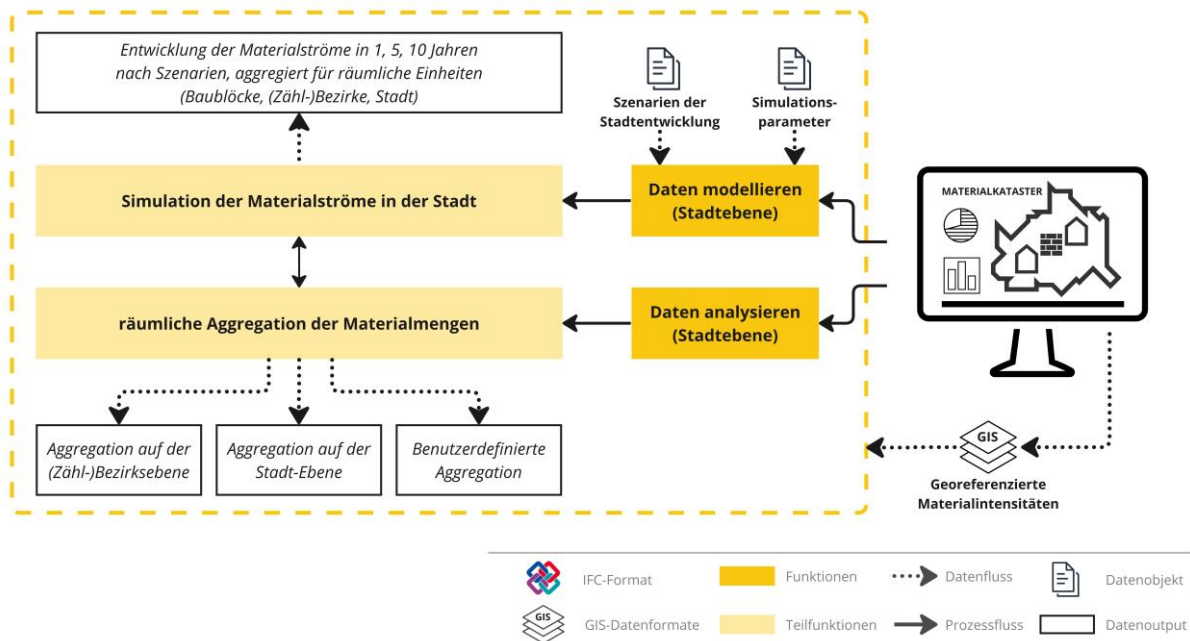 Entwicklung der Materialströme in 1, 5, 10 Jahren
nach Szenarien, aggregiert für räumliche Einheiten
(Baublöcke, (Zähl-)Bezirke, Stadt)
Szenarien der
Stadtentwicklung
Simulations-
parameter
Simulation der Materialströme in der Stadt
Daten modellieren
(Stadtebene)
MATERIALKATASTER
räumliche Aggregation der Materialmengen
Daten analysieren
(Stadtebene)
Aggregation auf der
(Zähl-)Bezirksebene
Aggregation auf der
Stadt-Ebene
Benutzerdefinierte
Aggregation
GIS
Georeferenzierte
Materialintensitäten
IFC-Format
Funktionen
Datenfluss
Datenobjekt
GIS
GIS-Datenformate
Teilfunktionen
Prozessfluss
Datenoutput